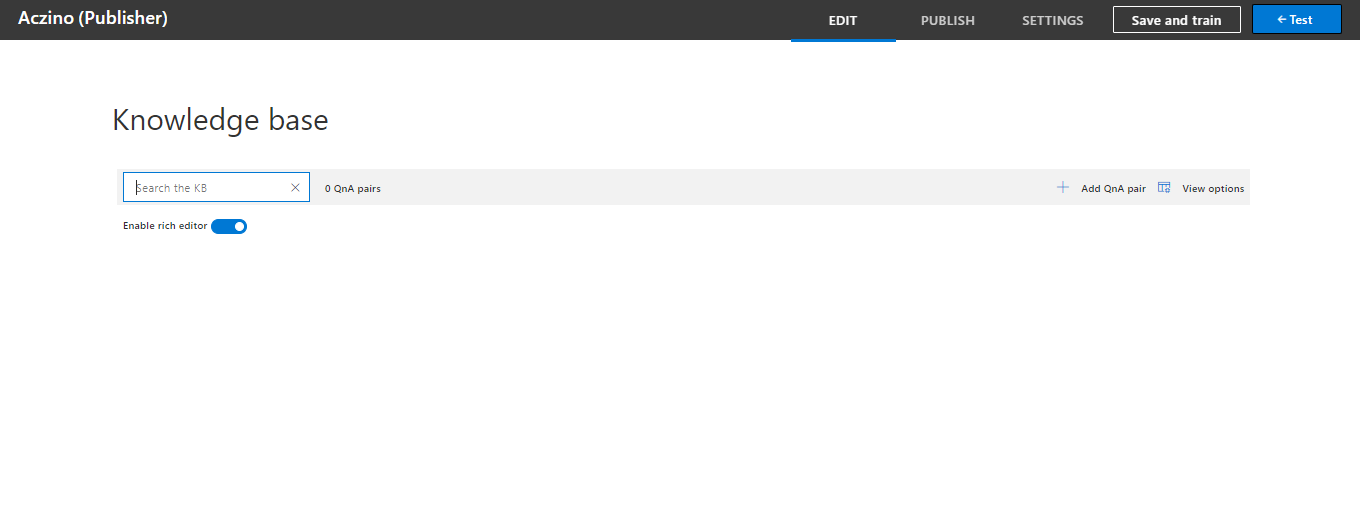 Aczino (Publisher)
EDIT
PUBLISH
SETTINGS
Save and train
← Test
Knowledge base
Search the KB
0 QnA pairs
Add QnA pair
View options
Enable rich editor